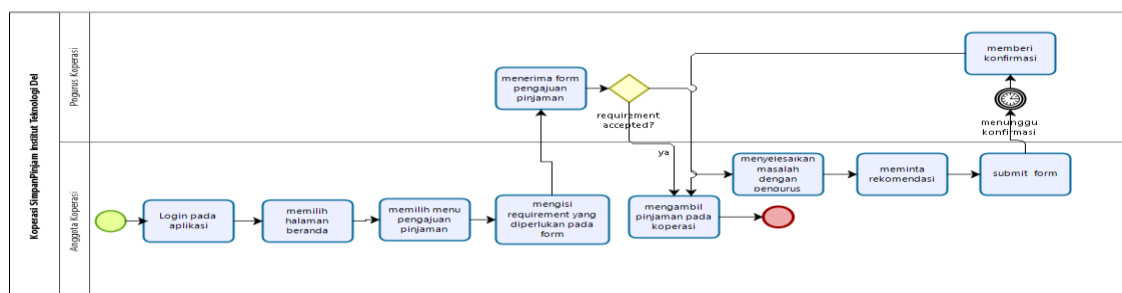 Koperasi SimpanPinjam Institut Teknologi Del
Pngurus Koperasi
memberi
konfirmasi
menerima form
pengajuan
pinjaman
requirement
accepted?
menunggu
konfirmasi
ya
Anggota Koperasi
menyelesaikan
masalah dengan
pengurus
meminta
rekomendasi
submit form
Login pada
aplikasi
memilih
halaman
beranda
memilih menu
pengajuan
pinjaman
mengisi
requirement yang
diperlukan pada
form
mengambil
pinjaman pada
koperasi